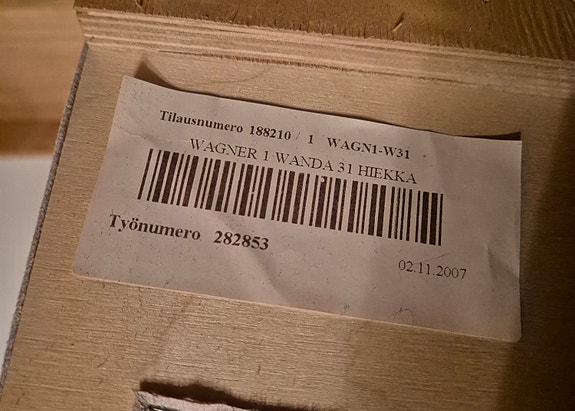 Tilausnumero 188210 / 1 WAGN1-W31
WAGNER 1 WANDA 31 HIEKKA
Työnumero 282853
02.11.2007